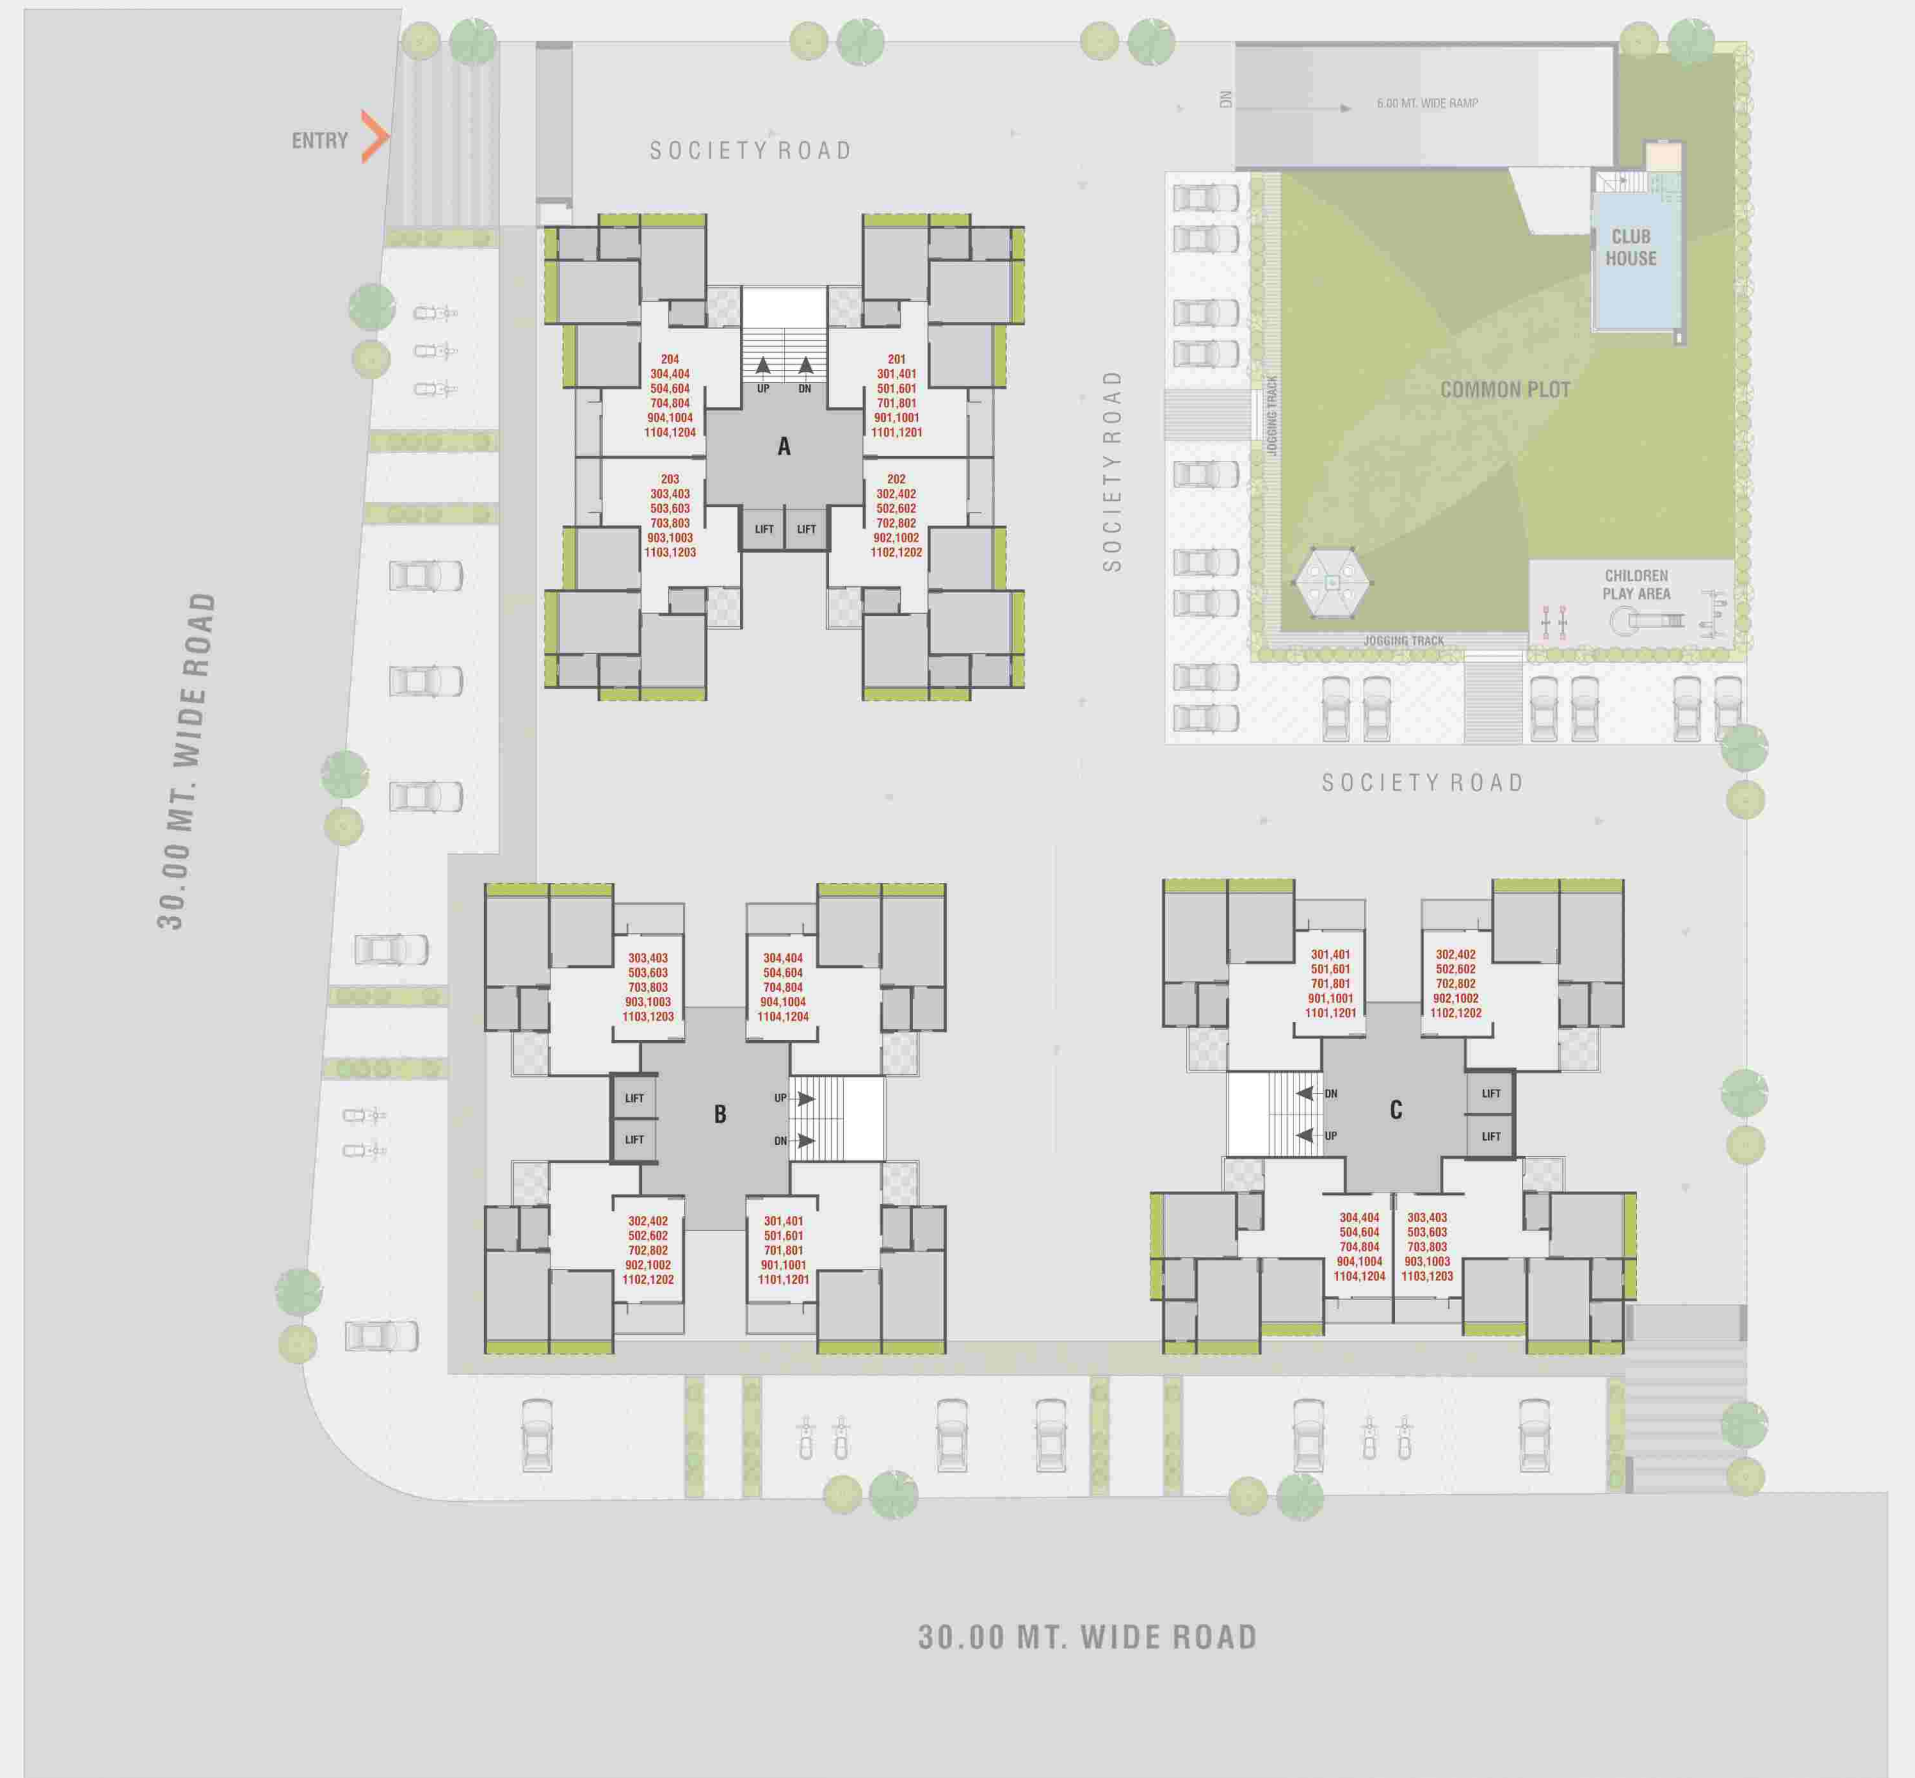 ENTRY
SOCIETY ROAD
DN
6.00 MT. WIDE RAMP
CLUB
HOUSE
COMMON PLOT
JOGGING TRACK
SOCIETY ROAD
CHILDREN
PLAY AREA
JOGGING TRACK
SOCIETY ROAD
30.00 MT. WIDE ROAD
204
304,404
504,604
704,804
904,1004
1104,1204
UP
DN
201
301,401
501,601
701,801
901,1001
1101,1201
A
203
303,403
503,603
703,803
903,1003
1103,1203
LIFT
LIFT
202
302,402
502,602
702,802
902,1002
1102,1202
303,403
503,603
703,803
903,1003
1103,1203
304,404
504,604
704,804
904,1004
1104,1204
LIFT
LIFT
B
UP
DN
302,402
502,602
702,802
902,1002
1102,1202
301,401
501,601
701,801
901,1001
1101,1201
301,401
501,601
701,801
901,1001
1101,1201
302,402
502,602
702,802
902,1002
1102,1202
DN
UP
C
LIFT
LIFT
304,404
504,604
704,804
904,1004
1104,1204
303,403
503,603
703,803
903,1003
1103,1203
30.00 MT. WIDE ROAD